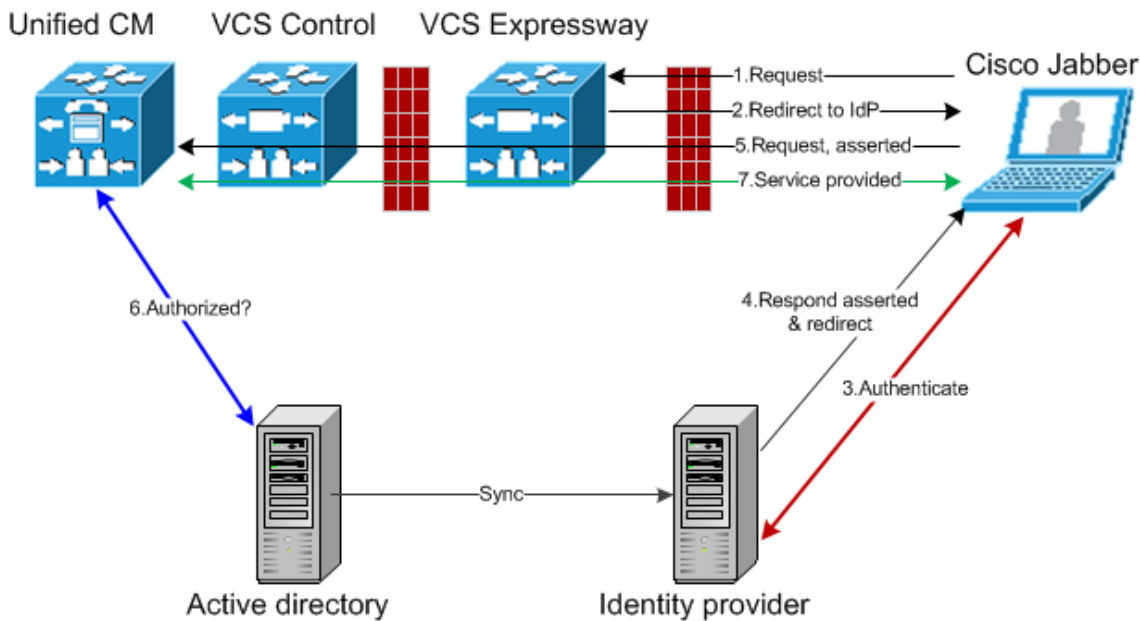 Unified CM
VCS Control
VCS Expressway
Cisco Jabber
1.Request
2.Redirect to IdP
5.Request, asserted
7.Service provided
6.Authorized?
4.Respond asserted
& redirect
3.Authenticate
Sync
Active directory
Identity provider